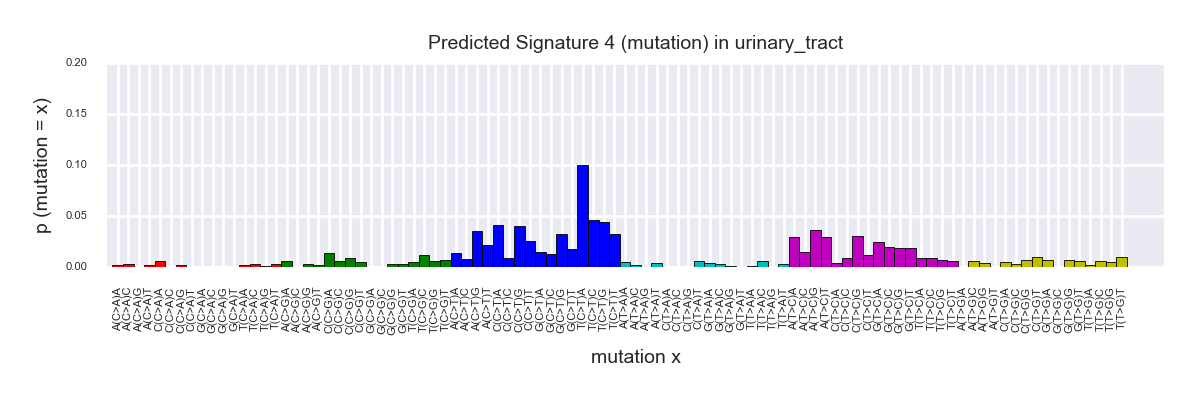 Predicted Signature 4 (mutation) in urinary_tract
p (mutation = x)
0.20
0.15
0.10
0.05
0.00
A(C>A)A
A(C>A)C
A(C>A)G
A(C>A)T
C(C>A)A
C(C>A)C
C(C>A)G
C(C>A)T
G(C>A)A
G(C>A)C
G(C>A)G
G(C>A)T
T(C>A)A
T(C>A)C
T(C>A)G
T(C>A)T
A(C>G)A
A(C>G)C
A(C>G)G
A(C>G)T
C(C>G)A
C(C>G)C
C(C>G)G
C(C>G)T
G(C>G)A
G(C>G)C
G(C>G)G
G(C>G)T
T(C>G)A
T(C>G)C
T(C>G)G
T(C>G)T
A(C>T)A
A(C>T)C
A(C>T)G
A(C>T)T
C(C>T)A
C(C>T)C
C(C>T)G
C(C>T)T
G(C>T)A
G(C>T)C
G(C>T)G
G(C>T)T
T(C>T)A
T(C>T)C
T(C>T)G
T(C>T)T
A(T>A)A
A(T>A)C
A(T>A)G
A(T>A)T
C(T>A)A
C(T>A)C
C(T>A)G
C(T>A)T
G(T>A)A
G(T>A)C
G(T>A)G
G(T>A)T
T(T>A)A
T(T>A)C
T(T>A)G
T(T>A)T
A(T>C)A
A(T>C)C
A(T>C)G
A(T>C)T
C(T>C)A
C(T>C)C
C(T>C)G
C(T>C)T
G(T>C)A
G(T>C)C
G(T>C)G
G(T>C)T
T(T>C)A
T(T>C)C
T(T>C)G
T(T>C)T
A(T>G)A
A(T>G)C
A(T>G)G
A(T>G)T
C(T>G)A
C(T>G)C
C(T>G)G
C(T>G)T
G(T>G)A
G(T>G)C
G(T>G)G
G(T>G)T
T(T>G)A
T(T>G)C
T(T>G)G
T(T>G)T
mutation x